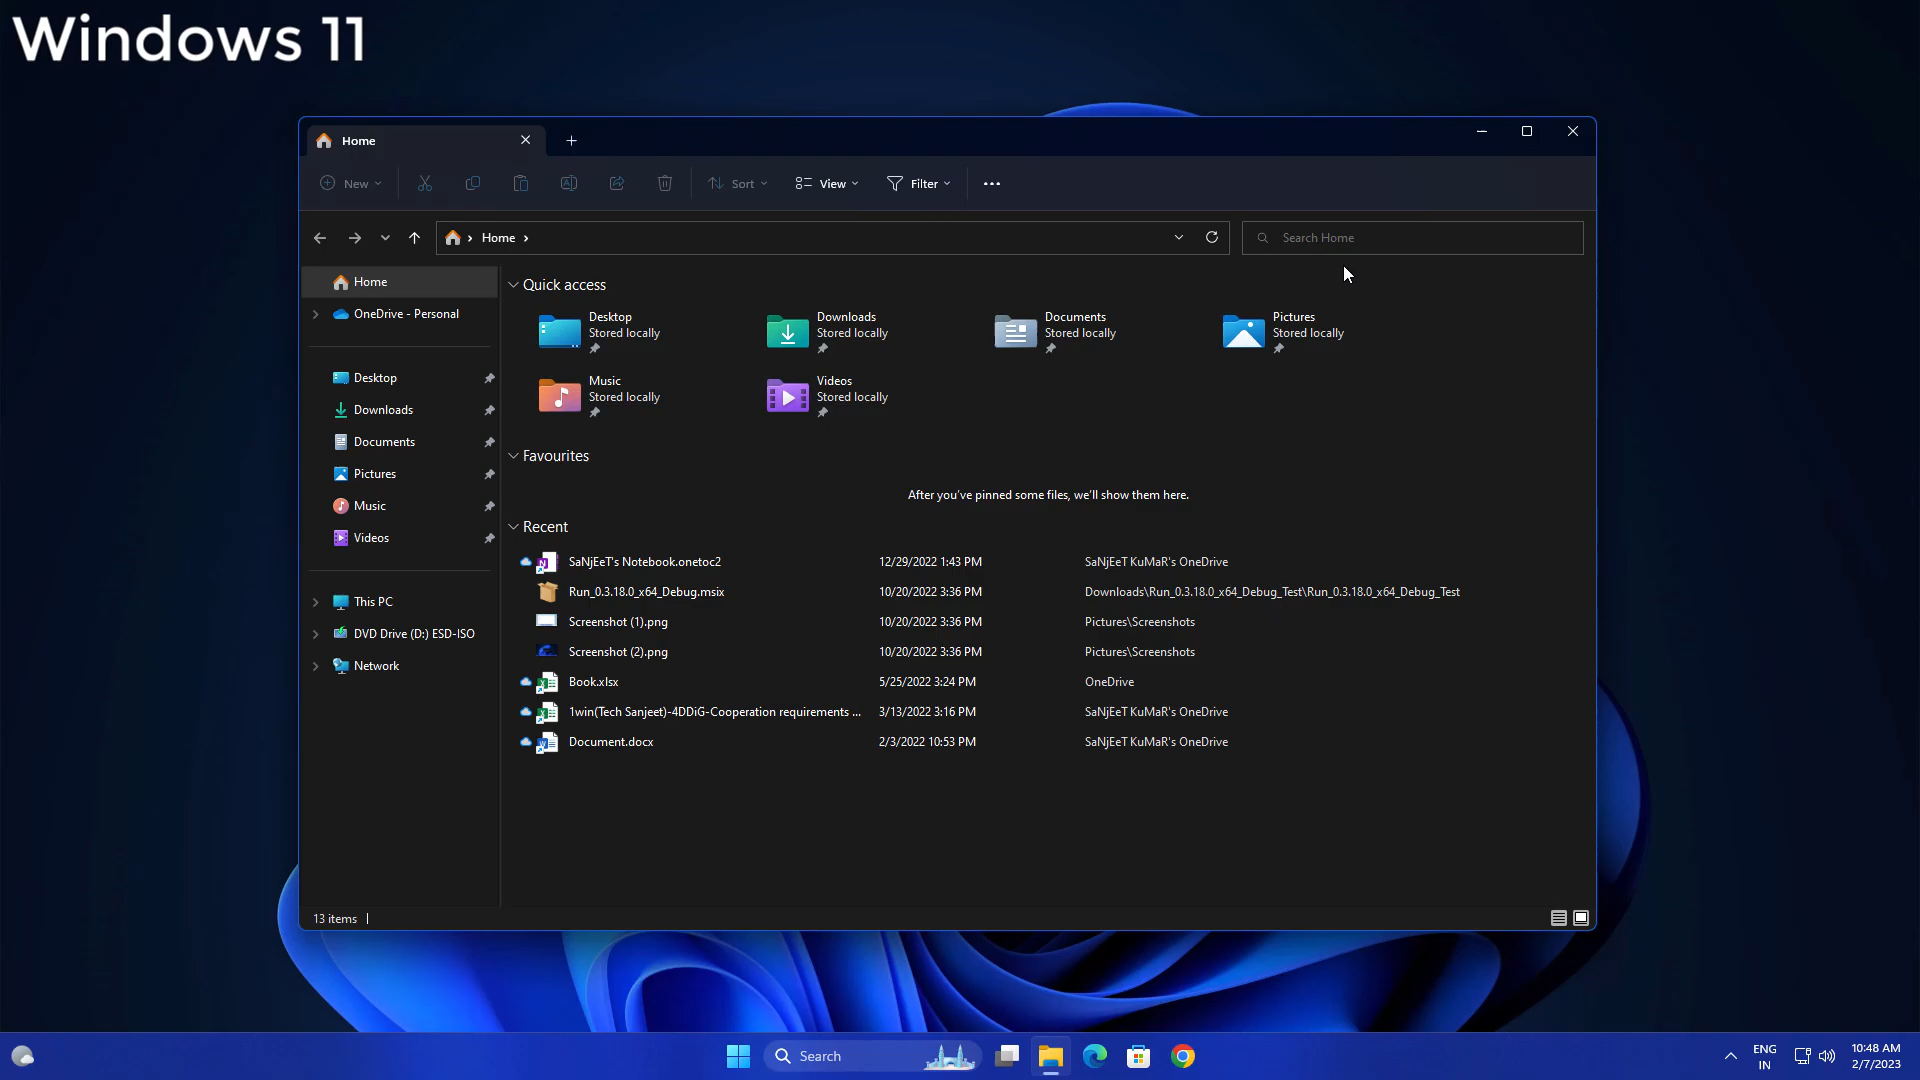 Windows 11
Home
New
Sort
View
Filter
Home
Search Home
Home
OneDrive - Personal
Desktop
Downloads
Documents
Pictures
Music
Videos
This PC
DVD Drive (D:) ESD-ISO
Network
Quick access
Desktop
Stored locally
Downloads
Stored locally
Documents
Stored locally
Pictures
Stored locally
Music
Stored locally
Videos
Stored locally
Favourites
After you've pinned some files, we'll show them here.
Recent
SaNjEeT's Notebook.onetoc2 12/29/2022 1:43 PM SaNjEeT KuMaR's OneDrive
Run_0.3.18.0_x64_Debug.msix 10/20/2022 3:36 PM Downloads\Run_0.3.18.0_x64_Debug_Test\Run_0.3.18.0_x64_Debug_Test
Screenshot (1).png 10/20/2022 3:36 PM Pictures\Screenshots
Screenshot (2).png 10/20/2022 3:36 PM Pictures\Screenshots
Book.xlsx 5/25/2022 3:24 PM OneDrive
1win(Tech Sanjeet)-4DDiG-Cooperation requirements ... 3/13/2022 3:16 PM SaNjEeT KuMaR's OneDrive
Document.docx 2/3/2022 10:53 PM SaNjEeT KuMaR's OneDrive
13 items
Search
ENG
IN
10:48 AM
2/7/2023